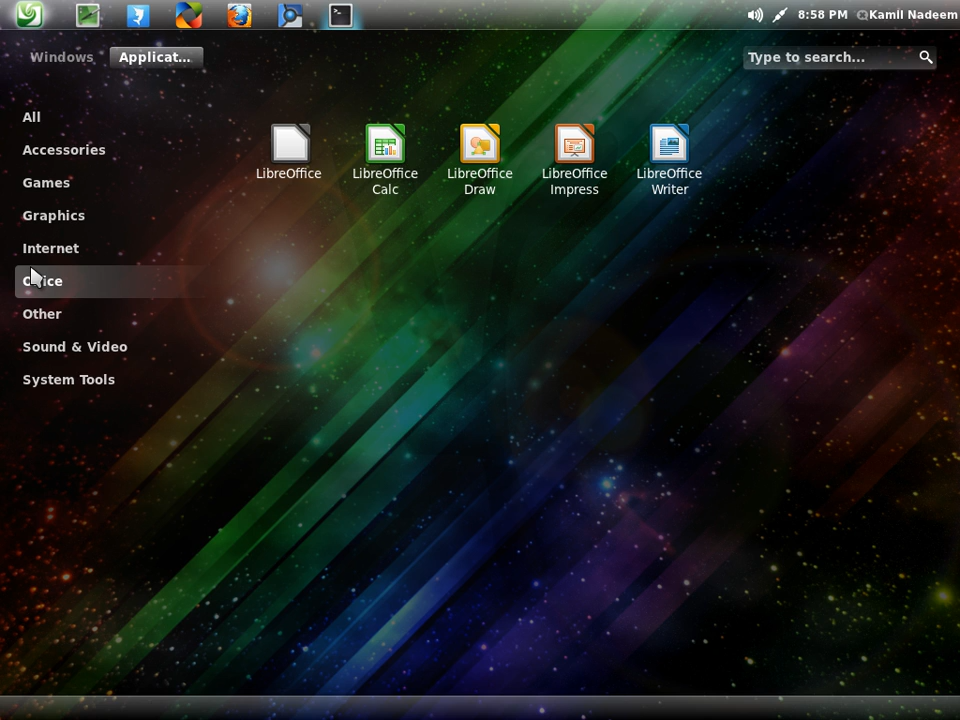 8:58 PM
Kamil Nadeem
Windows
Applicat...
Type to search...
All
Accessories
Games
Graphics
Internet
Other
Sound & Video
System Tools
LibreOffice
LibreOffice
Calc
LibreOffice
Draw
LibreOffice
Impress
LibreOffice
Writer